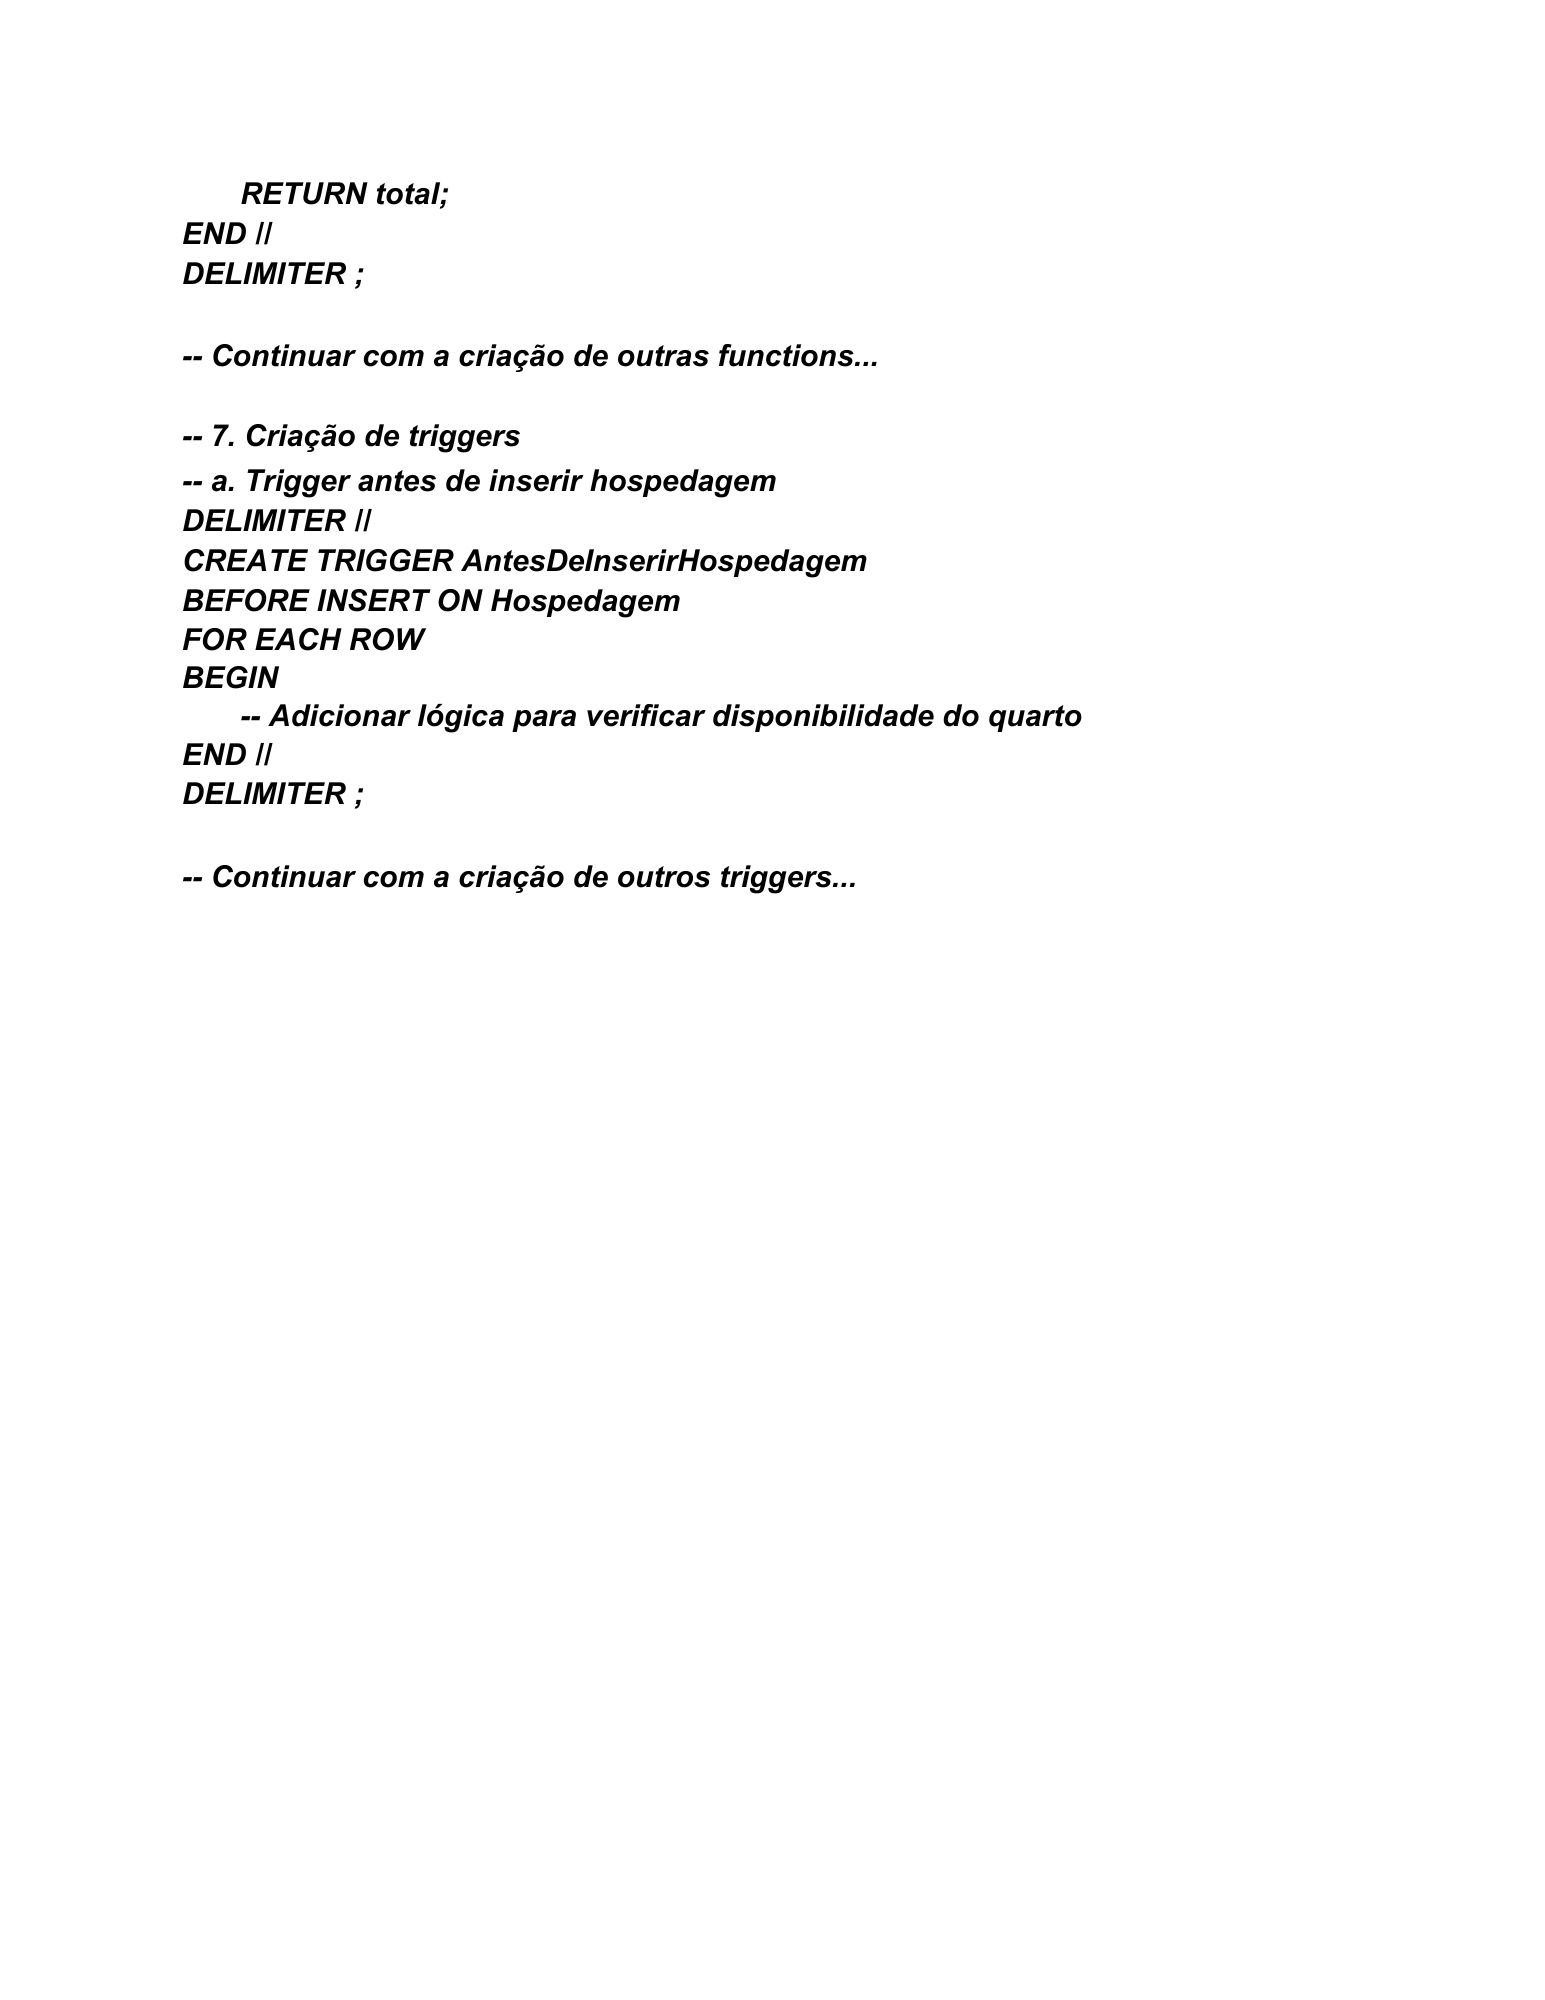 RETURN total;
END //
DELIMITER ;
-- Continuar com a criação de outras functions...
-- 7. Criação de triggers
-- a. Trigger antes de inserir hospedagem
DELIMITER //
CREATE TRIGGER AntesDeInserirHospedagem
BEFORE INSERT ON Hospedagem
FOR EACH ROW
BEGIN
-- Adicionar lógica para verificar disponibilidade do quarto
END //
DELIMITER ;
-- Continuar com a criação de outros triggers...